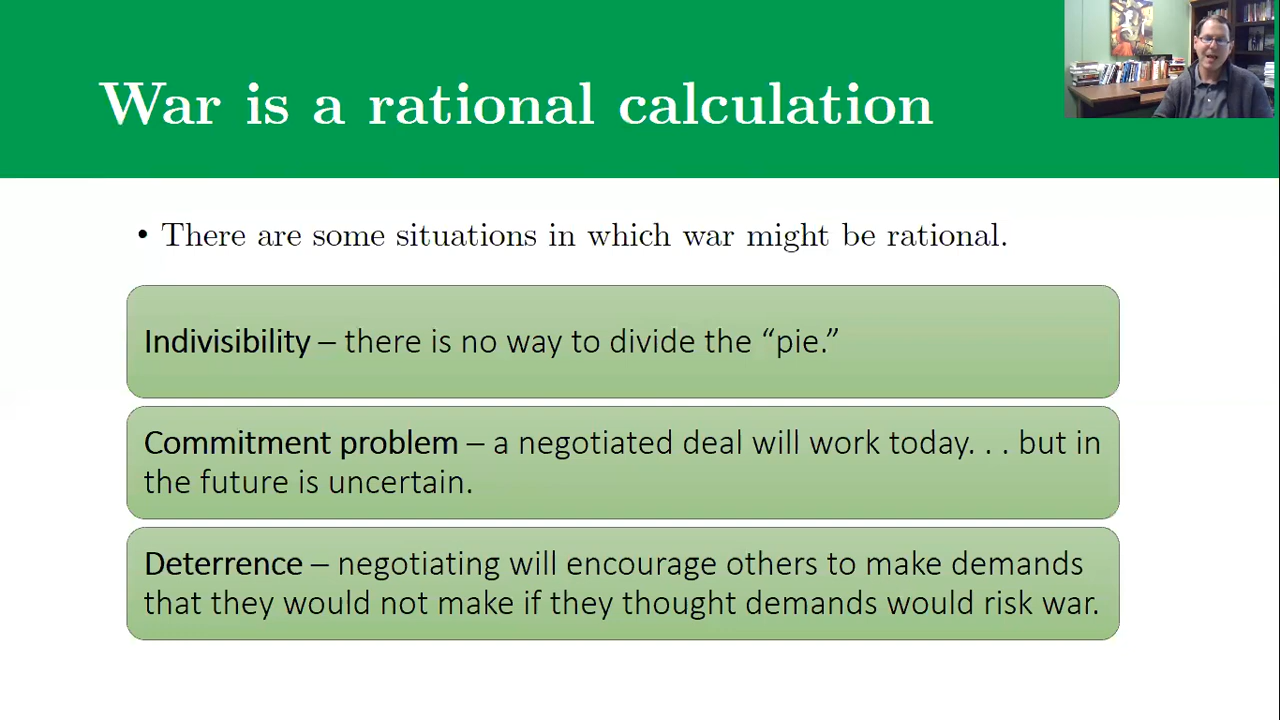 War is a rational calculation
• There are some situations in which war might be rational.
Indivisibility – there is no way to divide the “pie.”
Commitment problem – a negotiated deal will work today. . . but in
the future is uncertain.
Deterrence – negotiating will encourage others to make demands
that they would not make if they thought demands would risk war.